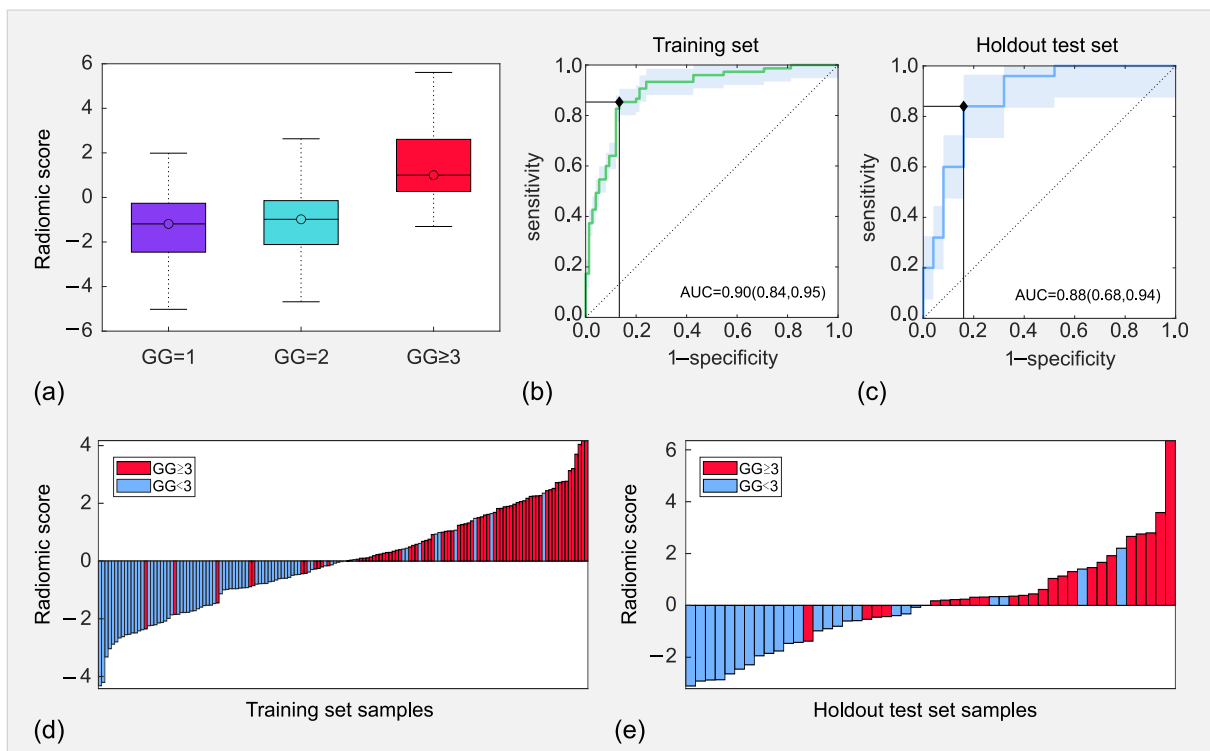 Training set
Holdout test set
6
4
2
0
−2
−4
−6
Radiomic score
GG=1
GG=2
GG≥3
(a)
1.0
0.8
0.6
0.4
0.2
0.0
sensitivity
AUC=0.90(0.84,0.95)
0.0
0.2
0.4
0.6
0.8
1.0
1−specificity
(b)
1.0
0.8
0.6
0.4
0.2
0.0
sensitivity
AUC=0.88(0.68,0.94)
0.0
0.2
0.4
0.6
0.8
1.0
1−specificity
(c)
4
2
0
−2
−4
Radiomic score
GG≥3
GG<3
Training set samples
(d)
6
4
2
0
−2
Radiomic score
GG≥3
GG<3
Holdout test set samples
(e)